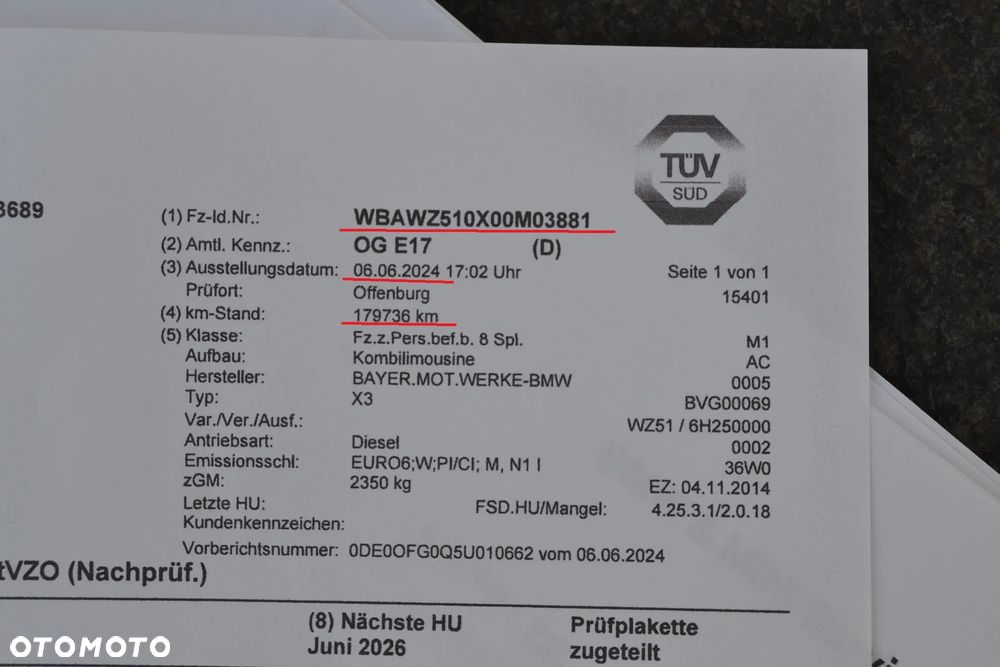 TÜV
SÜD
3689
(1) Fz-Id.Nr.: WBAWZ510X00M03881
(2) Amtl. Kennz.: OG E17 (D)
(3) Ausstellungsdatum: 06.06.2024 17:02 Uhr Seite 1 von 1
Prüfort: Offenburg 15401
(4) km-Stand: 179736 km
(5) Klasse: Fz.z.Pers.bef.b. 8 Spl. M1
Aufbau: Kombilimousine AC
Hersteller: BAYER.MOT.WERKE-BMW 0005
Typ: X3 BVG00069
Var./Ver./Ausf.: WZ51 / 6H250000
Antriebsart: Diesel 0002
Emissionsschl: EURO6;W;PI/CI; M, N1 I 36W0
zGM: 2350 kg EZ: 04.11.2014
Letzte HU: FSD.HU/Mangel: 4.25.3.1/2.0.18
Kundenkennzeichen:
Vorberichtsnummer: 0DE0OFG0Q5U010662 vom 06.06.2024
tVZO (Nachprüf.)
(8) Nächste HU Prüfplakette
Juni 2026 zugeteilt
OTOMOTO